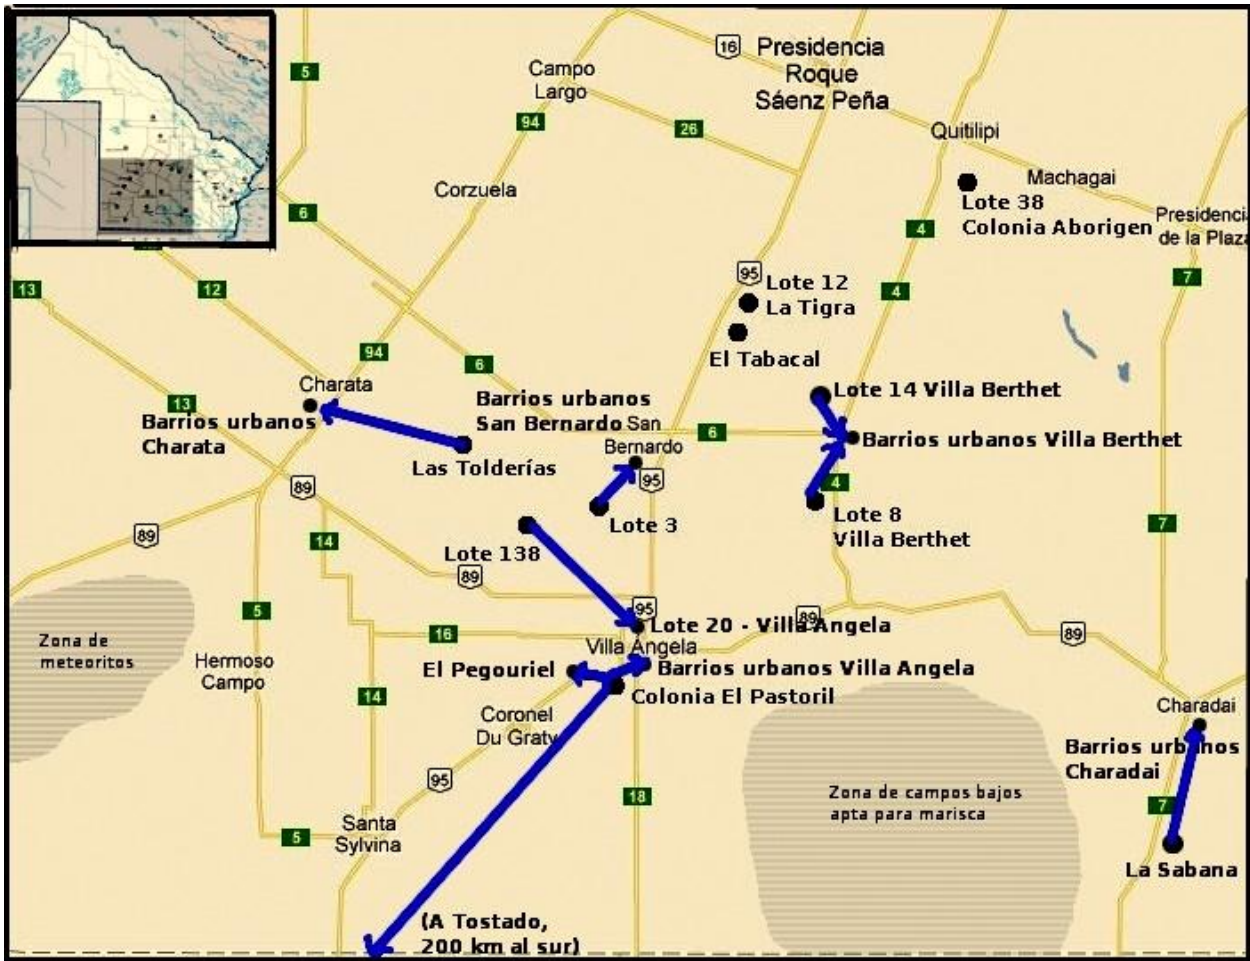 5
16
Presidencia
Roque
Sáenz Peña
Campo
Largo
94
26
Quitilipi
Machagai
Corzuela
Lote 38
Colonia Aborigen
Presidenci
de la Plaza
6
4
7
13
12
95
Lote 12
La Tigra
4
El Tabacal
94
6
Charata
13
Barrios urbanos
Charata
Barrios urbanos
San Bernardo
San
Bernardo
Lote 14 Villa Berthet
6
Barrios urbanos Villa Berthet
Las Tolderías
95
4
89
Lote 3
Lote 8
Villa Berthet
7
89
14
Lote 138
89
5
95
Lote 20 - Villa Angela
89
89
Zona de
meteoritos
16
Villa Angela
Hermoso
Campo
El Pegouriel
Barrios urbanos Villa Angela
14
Colonia El Pastoril
Coronel
Du Graty
Charadai
Barrios urbanos
Charadai
95
18
Zona de campos bajos
apta para marisca
7
Santa
Sylvina
5
La Sabana
(A Tostado,
200 km al sur)